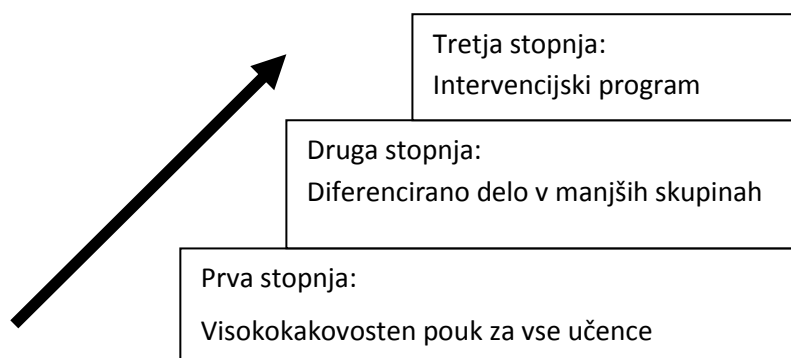 Tretja stopnja:
Intervencijski program
Druga stopnja:
Diferencirano delo v manjših skupinah
Prva stopnja:
Visokokakovosten pouk za vse učence